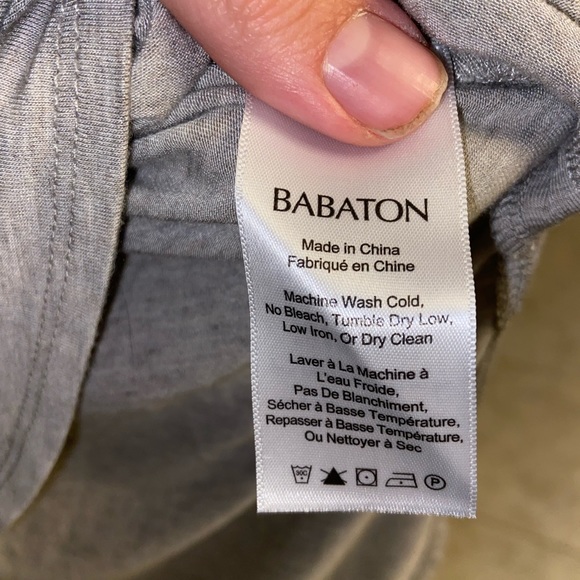 BABATON
Made in China
Fabriqué en Chine
Machine Wash Cold,
No Bleach, Tumble Dry Low,
Low Iron, Or Dry Clean
Laver à La Machine à
L'eau Froide,
Pas De Blanchiment,
Sécher à Basse Température,
Repasser à Basse Température,
Ou Nettoyer à Sec
30C P